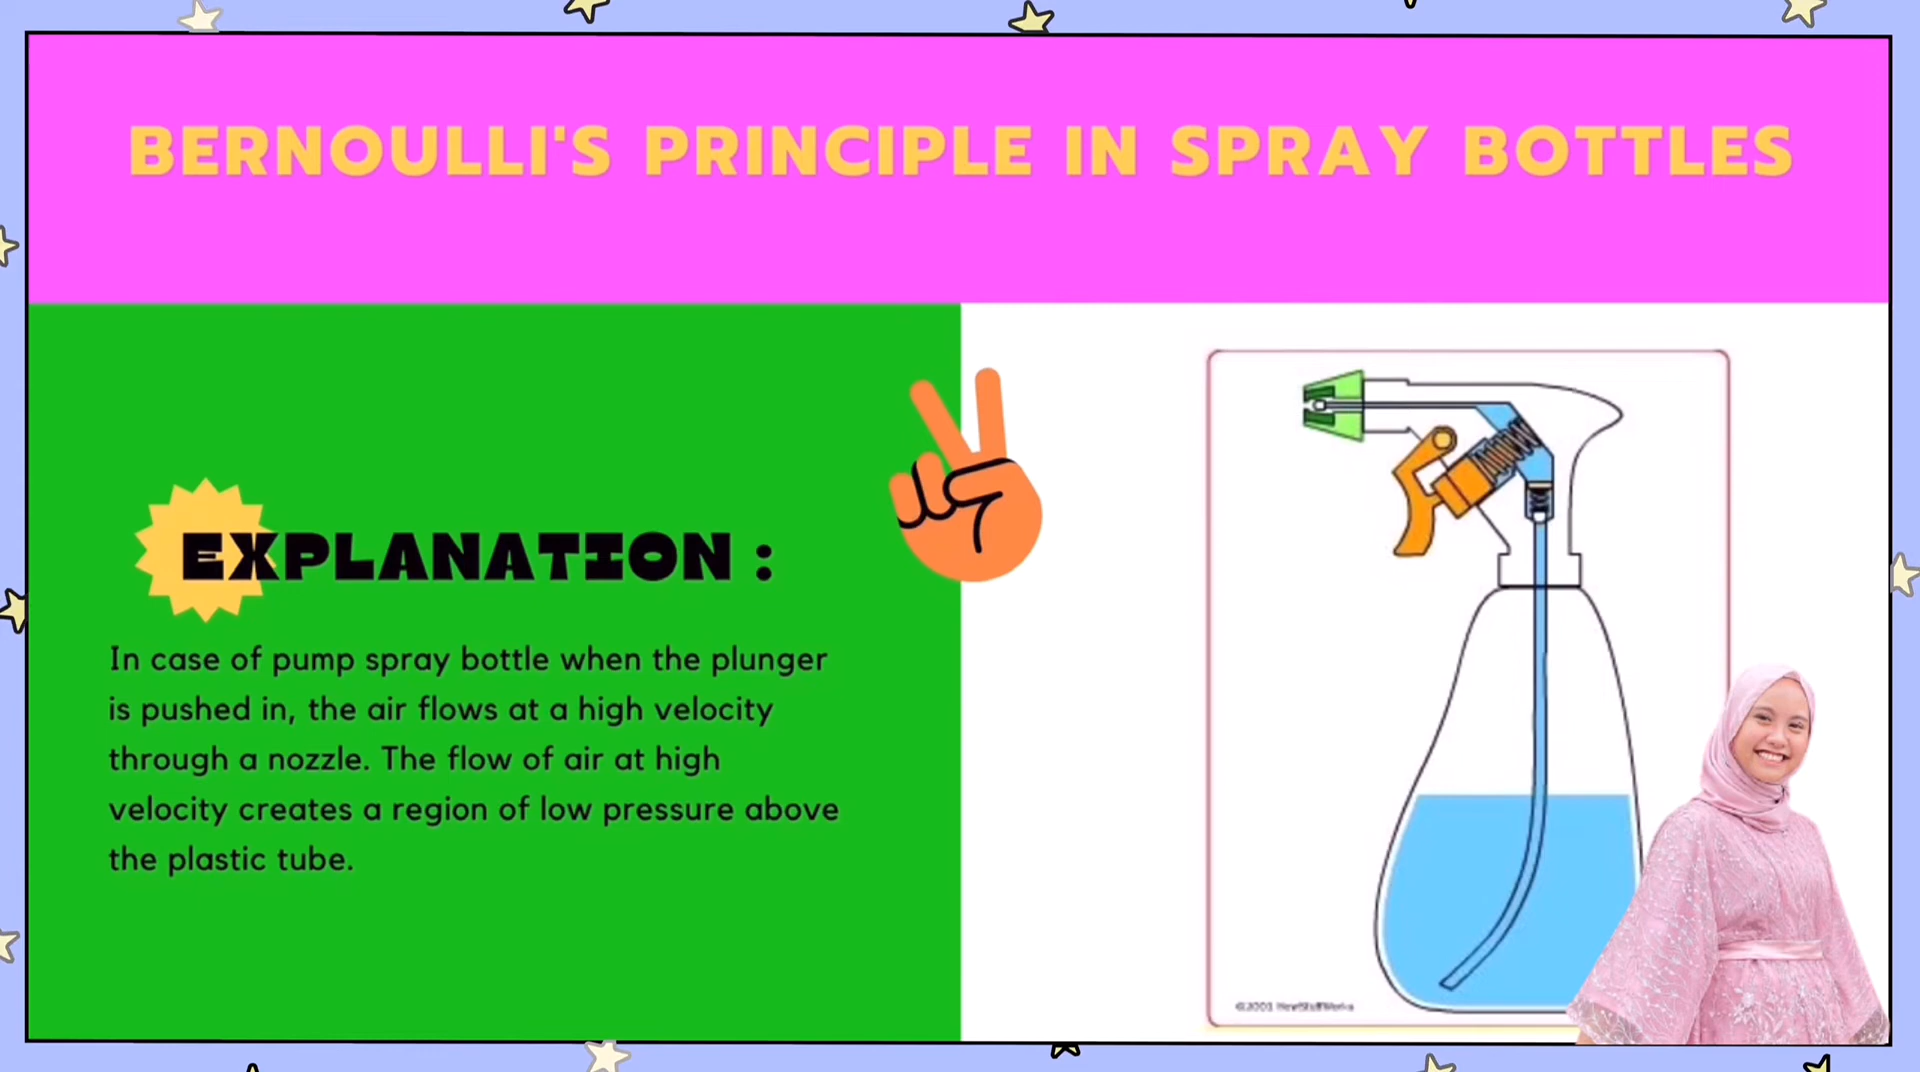 BERNOULLI'S PRINCIPLE IN SPRAY BOTTLES
EXPLANATION :
In case of pump spray bottle when the plunger
is pushed in, the air flows at a high velocity
through a nozzle. The flow of air at high
velocity creates a region of low pressure above
the plastic tube.
©2001 HowStuffWorks